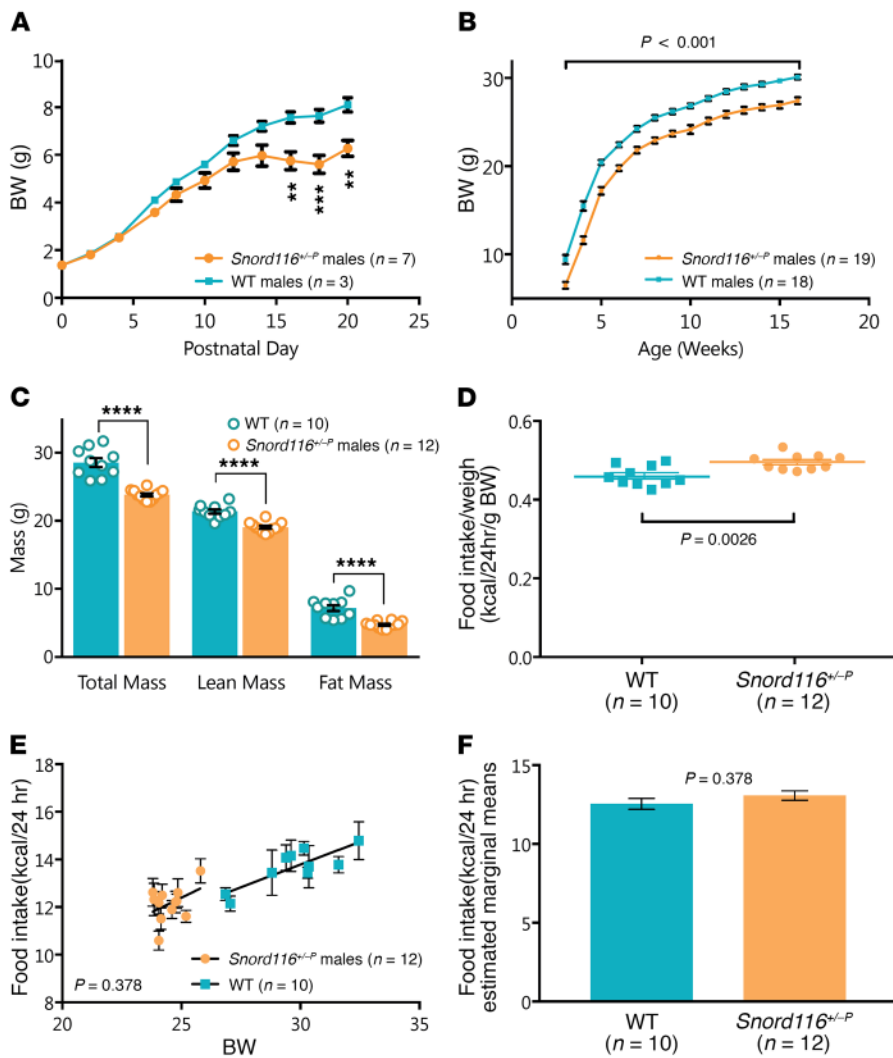 A
BW (g)
10
8
6
4
2
0
**
***
**
Snord116+/–P males (n = 7)
WT males (n = 3)
0
5
10
15
20
25
Postnatal Day
B
P < 0.001
BW (g)
30
20
10
Snord116+/–P males (n = 19)
WT males (n = 18)
0
5
10
15
20
Age (Weeks)
C
Mass (g)
30
20
10
0
****
****
****
WT (n = 10)
Snord116+/–P males (n = 12)
Total Mass
Lean Mass
Fat Mass
D
Food intake/weigh
(kcal/24hr/g BW)
0.6
0.4
0.2
0.0
P = 0.0026
WT
(n = 10)
Snord116+/–P
(n = 12)
E
Food intake(kcal/24 hr)
18
16
14
12
10
8
Snord116+/–P males (n = 12)
WT (n = 10)
P = 0.378
20
25
30
35
BW
F
Food intake(kcal/24 hr)
estimated marginal means
15
10
5
0
P = 0.378
WT
(n = 10)
Snord116+/–P
(n = 12)